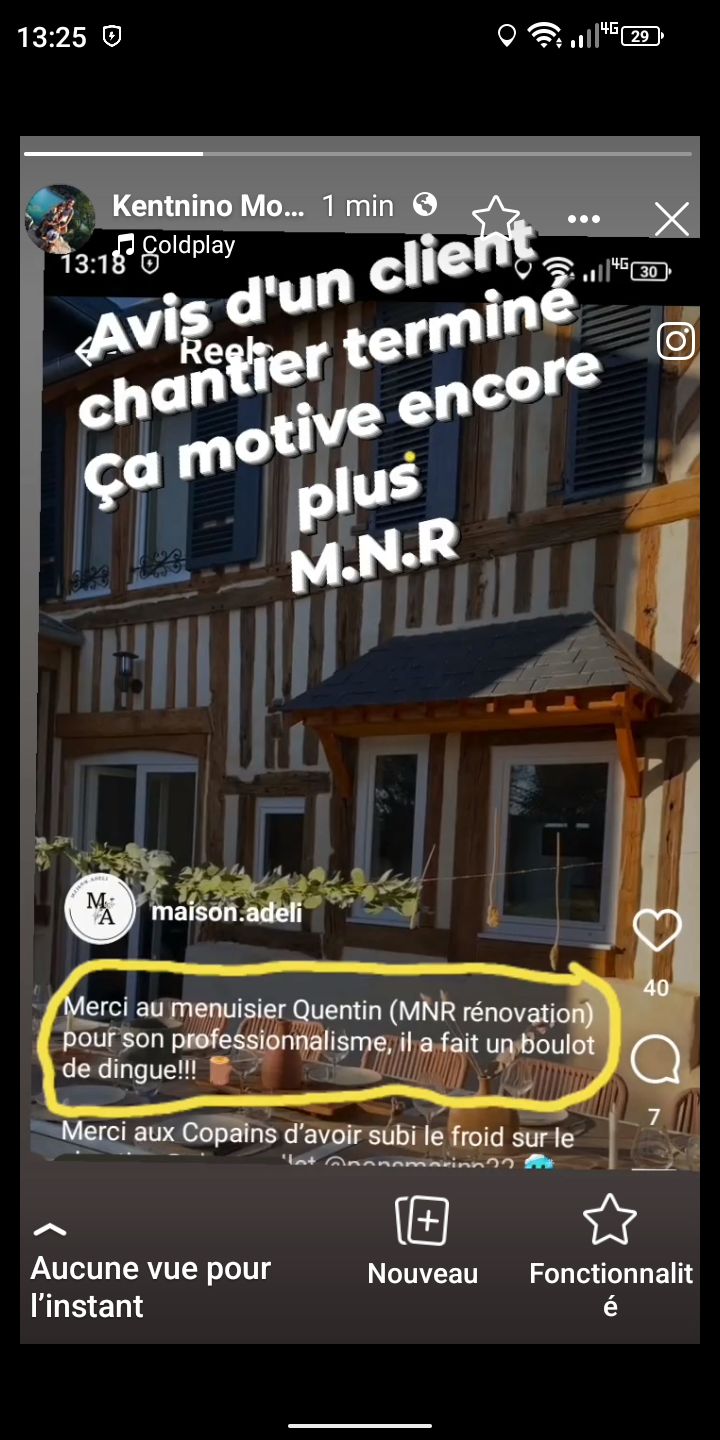 13:25
4G
29
Kentnino Mo... 1 min
Coldplay
13:18
4G
30
Reels
Avis d'un client
chantier terminé
Ça motive encore
plus
M.N.R
MAISON ADELI
M
A
maison.adeli
40
Merci au menuisier Quentin (MNR rénovation)
pour son professionnalisme, il a fait un boulot
de dingue!!!
7
Merci aux Copains d'avoir subi le froid sur le
Aucune vue pour
l'instant
Nouveau
Fonctionnalit
é